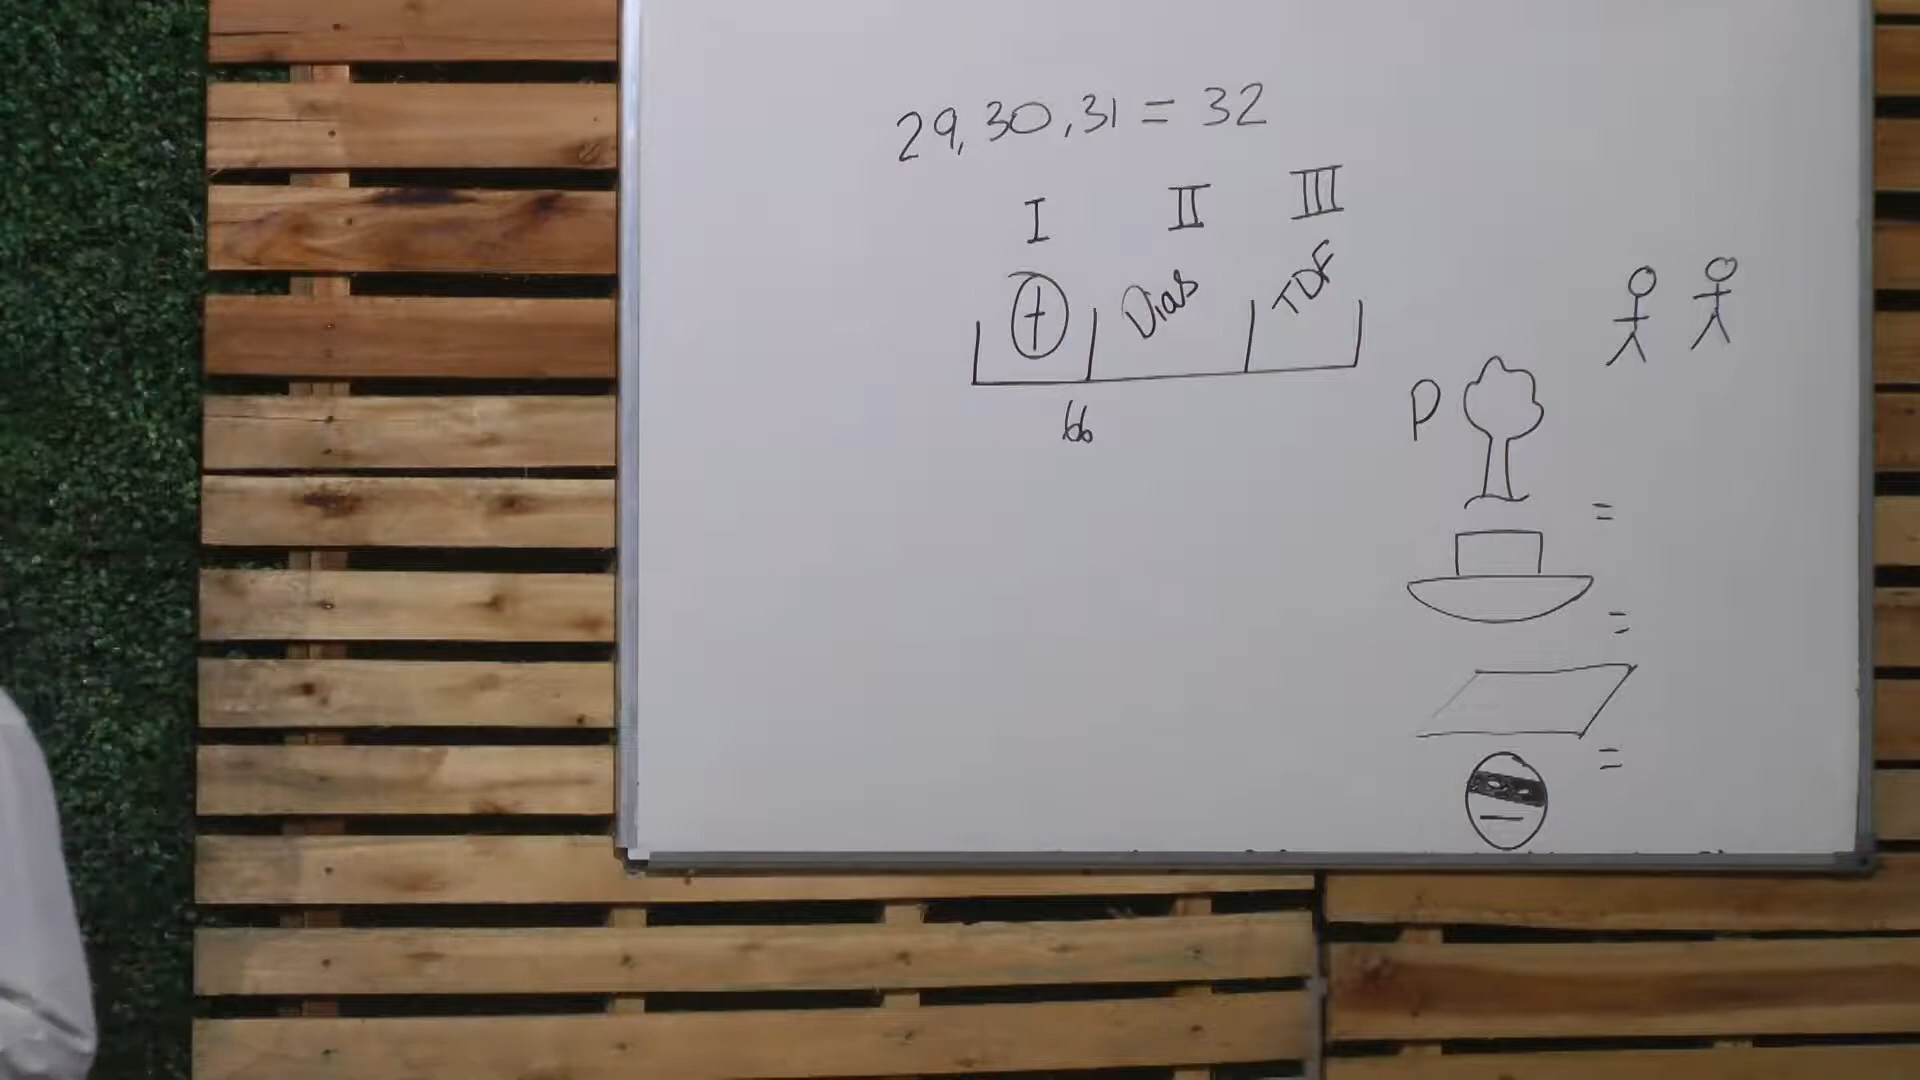 29, 30, 31 = 32
I II III
Dias TDF
66
P
=
=
=